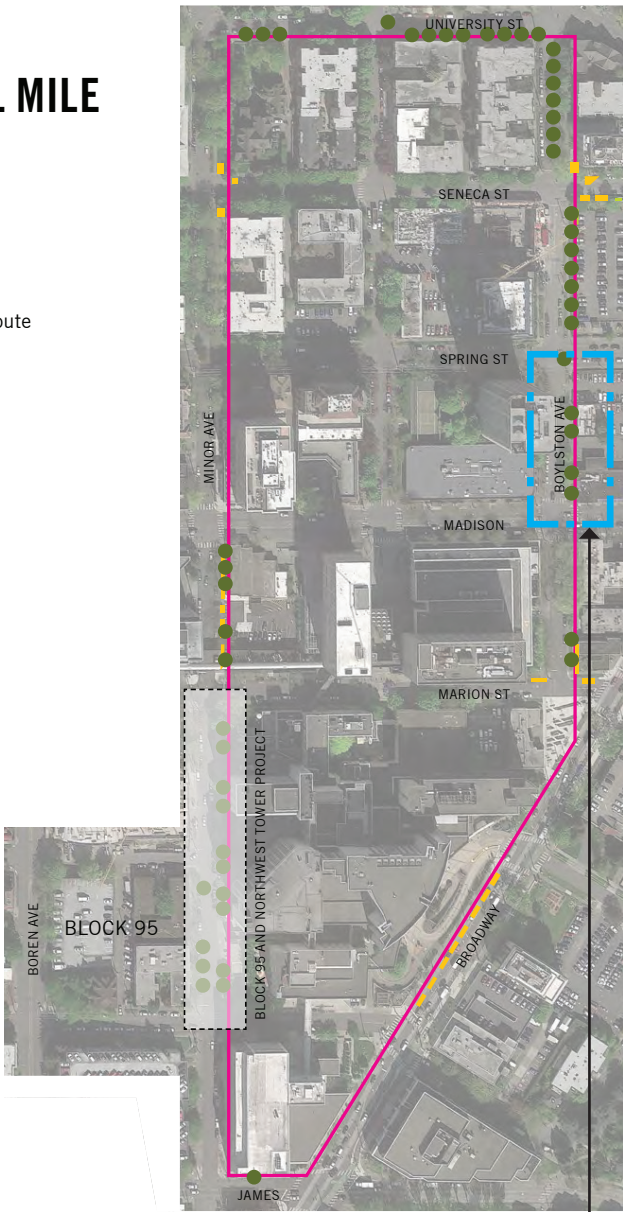 L MILE
UNIVERSITY ST
SENECA ST
oute
SPRING ST
MINOR AVE
BOYLSTON AVE
MADISON
MARION ST
BLOCK 95 AND NORTHWEST TOWER PROJECT
BOREN AVE
BLOCK 95
BROADWAY
JAMES